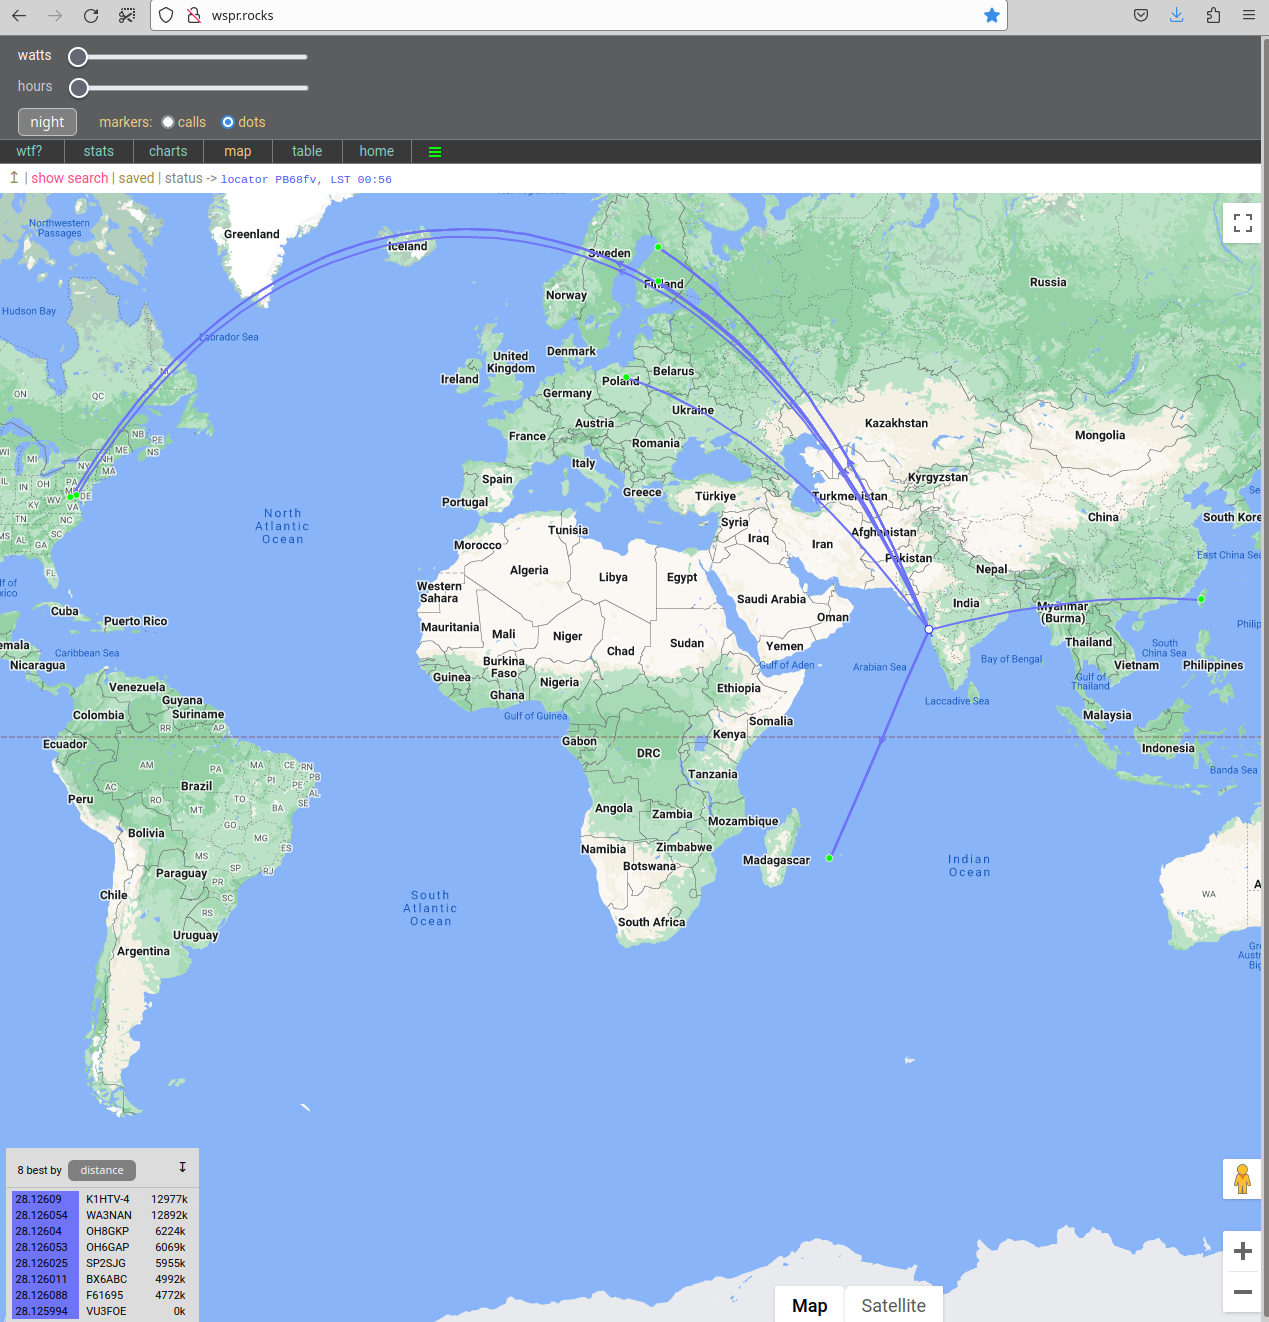 wspr.rocks
watts
hours
night markers: calls dots
wtf? stats charts map table home
↥ | show search | saved | status -> locator PB68fv, LST 00:56
Northwestern
Passages
Greenland
Iceland
Sweden
Finland
Norway
Russia
Hudson Bay
Labrador Sea
United
Kingdom
Denmark
Ireland
Poland
Belarus
NL
ON
QC
Germany
Ukraine
Kazakhstan
Mongolia
Austria
NB
PE
France
Romania
WI
MI
NY
NH
ME
NS
MA
Italy
Spain
Kyrgyzstan
IN
OH
PA
Portugal
Greece
Türkiye
Turkmenistan
KY
WV
MD
DE
VA
TN
NC
North
Atlantic
Ocean
Tunisia
Syria
Iraq
China
South Kore
MS
AL
SC
GA
Morocco
Iran
Afghanistan
Pakistan
East China Sea
FL
Algeria
Libya
Egypt
Nepal
lf of
xico
Western
Sahara
Saudi Arabia
India
Myanmar
(Burma)
Cuba
Puerto Rico
Mauritania
Mali
Niger
Chad
Sudan
Oman
Yemen
Thailand
South
China Sea
Philip
emala
Caribbean Sea
Nicaragua
Burkina
Faso
Gulf of Aden
Arabian Sea
Bay of Bengal
Vietnam
Philippines
Guinea
Nigeria
Ghana
Ethiopia
Gulf of
Thailand
Venezuela
Guyana
Suriname
Colombia
Gulf of Guinea
Somalia
Laccadive Sea
Malaysia
RR
AP
Ecuador
Gabon
DRC
Kenya
Indonesia
AM
PA
MA
CE
RN
PB
Tanzania
Banda Sea
AC
Brazil
PI
PE
AL
Peru
RO
MT
TO
BA
SE
Angola
Zambia
Mozambique
Bolivia
GO
MG
ES
Namibia
Zimbabwe
Madagascar
Indian
Ocean
MS
SP
RJ
Botswana
Paraguay
PR
SC
Chile
South
Atlantic
Ocean
WA
A
RS
South Africa
Uruguay
Argentina
Gre
Aust
Big
8 best by distance ↧
28.12609 K1HTV-4 12977k
28.126054 WA3NAN 12892k
28.12604 OH8GKP 6224k
28.126053 OH6GAP 6069k
28.126025 SP2SJG 5955k
28.126011 BX6ABC 4992k
28.126088 F61695 4772k
28.125994 VU3FOE 0k
Map Satellite